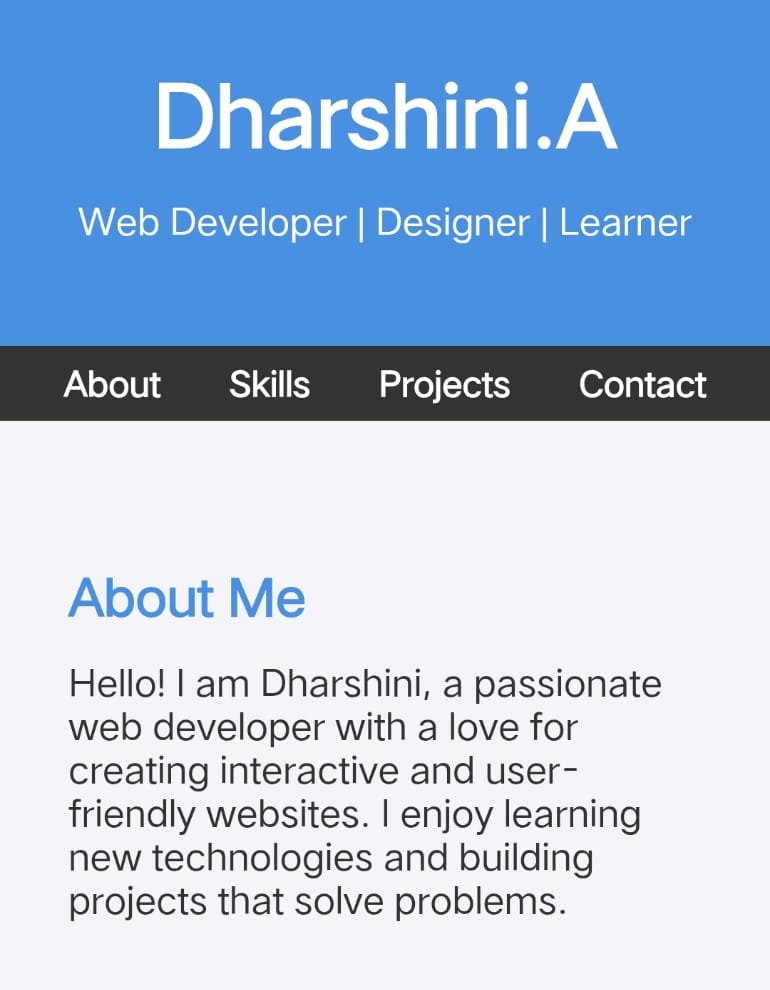 Dharshini.A
Web Developer | Designer | Learner
About Skills Projects Contact
About Me
Hello! I am Dharshini, a passionate
web developer with a love for
creating interactive and user-
friendly websites. I enjoy learning
new technologies and building
projects that solve problems.